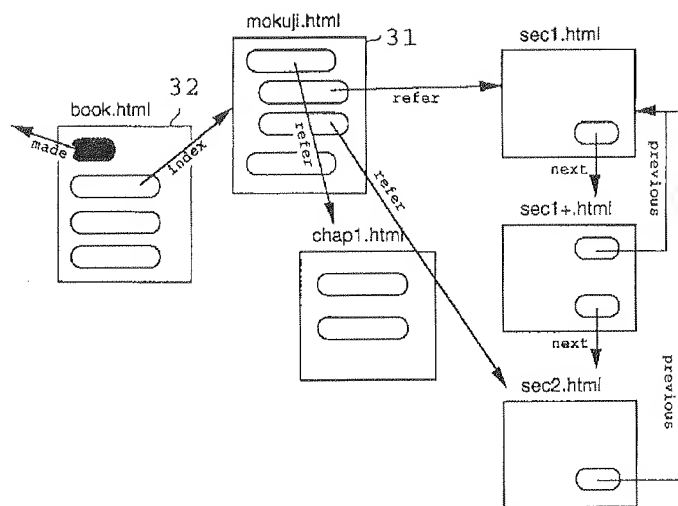 mokuji.html
31
sec1.html
book.html
32
made
index
refer
refer
refer
next
previous
chap1.html
sec1+.html
next
sec2.html
previous